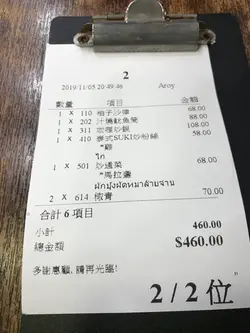 2
2019/11/05 20:49:46 Aroy
數量 項目 金額
1 X 110 柚子沙律 68.00
1 X 202 汁燒魷魚筒 88.00
1 X 311 咖喱炒蜆 108.00
1 X 410 泰式SUKI炒粉絲 58.00
*雞
ไก่
1 X 501 炒通菜 68.00
*馬拉盞
ผักบุ้งผัดหมาล้ายจาน
2 X 614 椰青 70.00
合計 6 項目
小計 460.00
總金額 $460.00
多謝惠顧,請再光臨!
2 / 2 位